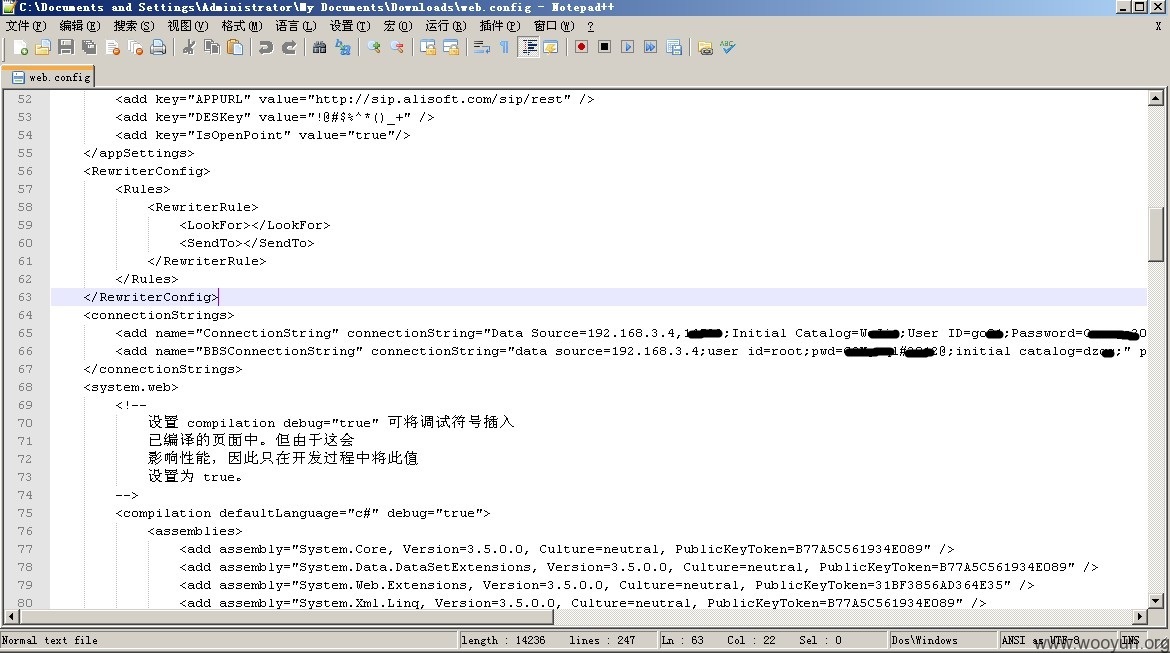 C:\Documents and Settings\Administrator\My Documents\Downloads\web.config - Notepad++
文件(F) 编辑(E) 搜索(S) 视图(V) 格式(M) 语言(L) 设置(T) 宏(O) 运行(R) 插件(P) 窗口(W) ? X
web.config
52 <add key="APPURL" value="http://sip.alisoft.com/sip/rest" />
53 <add key="DESKey" value="!@#$%^*()_+" />
54 <add key="IsOpenPoint" value="true"/>
55 </appSettings>
56 <RewriterConfig>
57 <Rules>
58 <RewriterRule>
59 <LookFor></LookFor>
60 <SendTo></SendTo>
61 </RewriterRule>
62 </Rules>
63 </RewriterConfig>
64 <connectionStrings>
65 <add name="ConnectionString" connectionString="Data Source=192.168.3.4, ;Initial Catalog= ;User ID= ;Password=
66 <add name="BBSConnectionString" connectionString="data source=192.168.3.4;user id=root;pwd= ;initial catalog= ;" p
67 </connectionStrings>
68 <system.web>
69 <!--
70 设置 compilation debug="true" 可将调试符号插入
71 已编译的页面中。但由于这会
72 影响性能，因此只在开发过程中将此值
73 设置为 true。
74 -->
75 <compilation defaultLanguage="c#" debug="true">
76 <assemblies>
77 <add assembly="System.Core, Version=3.5.0.0, Culture=neutral, PublicKeyToken=B77A5C561934E089" />
78 <add assembly="System.Data.DataSetExtensions, Version=3.5.0.0, Culture=neutral, PublicKeyToken=B77A5C561934E089" />
79 <add assembly="System.Web.Extensions, Version=3.5.0.0, Culture=neutral, PublicKeyToken=31BF3856AD364E35" />
80 <add assembly="System.Xml.Linq, Version=3.5.0.0, Culture=neutral, PublicKeyToken=B77A5C561934E089" />
Normal text file length : 14236 lines : 247 Ln : 63 Col : 22 Sel : 0 Dos\Windows ANSI as UTF-8 INS
www.wooyun.org